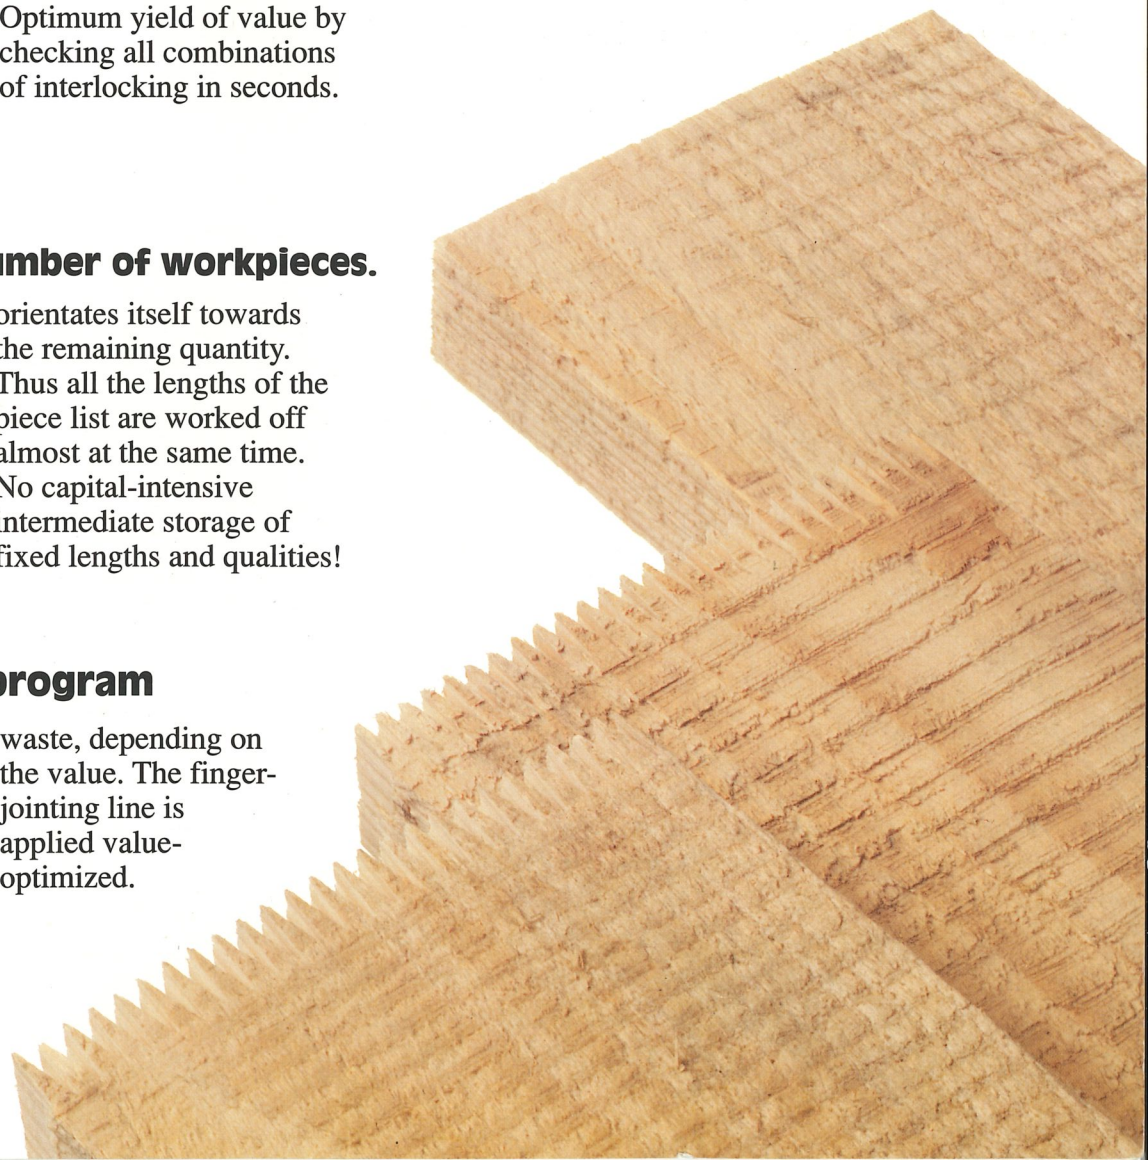 Optimum yield of value by
checking all combinations
of interlocking in seconds.
umber of workpieces.
orientates itself towards
the remaining quantity.
Thus all the lengths of the
piece list are worked off
almost at the same time.
No capital-intensive
intermediate storage of
fixed lengths and qualities!
program
waste, depending on
the value. The finger-
jointing line is
applied value-
optimized.